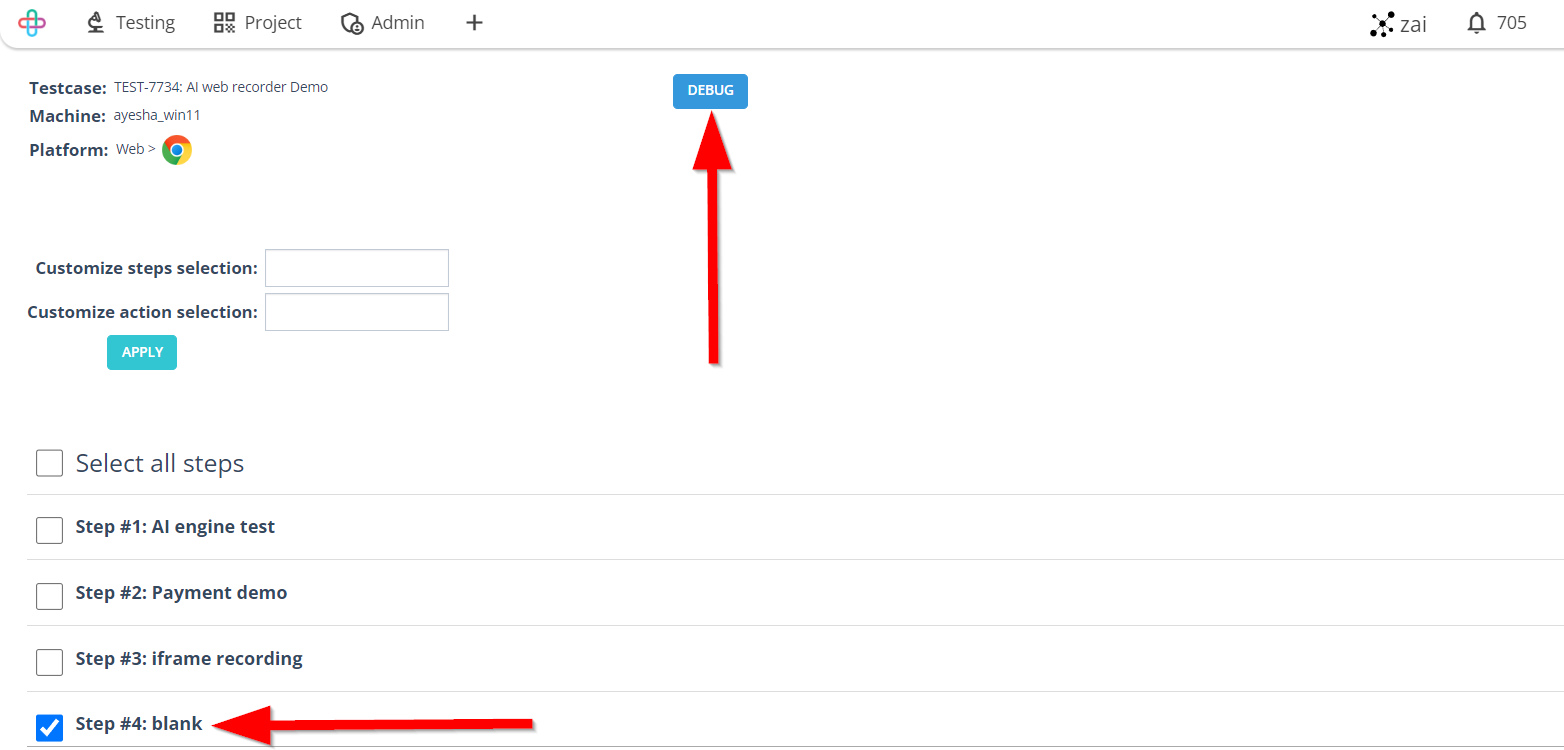 Testing Project Admin + zai 705
Testcase: TEST-7734: AI web recorder Demo
DEBUG
Machine: ayesha_win11
Platform: Web >
Customize steps selection:
Customize action selection:
APPLY
Select all steps
Step #1: AI engine test
Step #2: Payment demo
Step #3: iframe recording
Step #4: blank